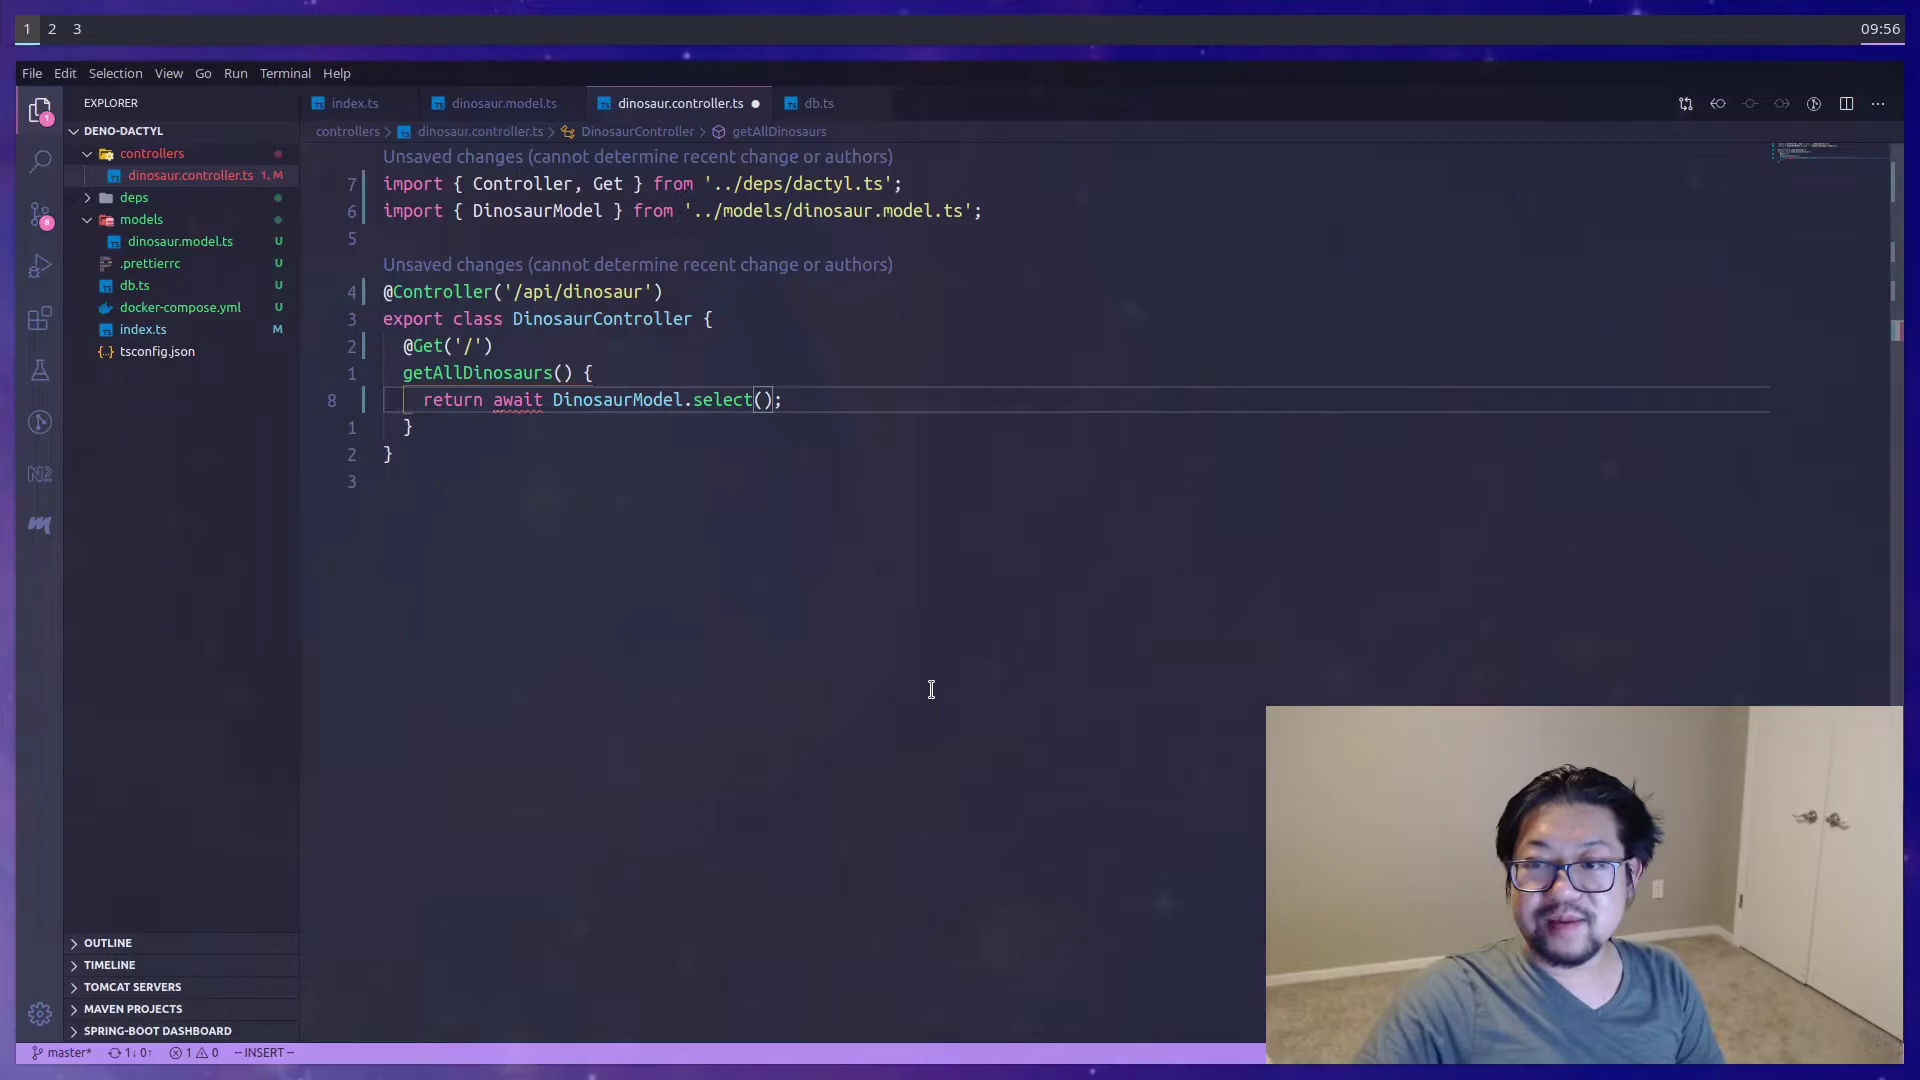 1 2 3
09:56
File Edit Selection View Go Run Terminal Help
EXPLORER
DENO-DACTYL
controllers
dinosaur.controller.ts 1, M
deps
models
dinosaur.model.ts U
.prettierrc U
db.ts U
docker-compose.yml U
index.ts M
tsconfig.json
OUTLINE
TIMELINE
TOMCAT SERVERS
MAVEN PROJECTS
SPRING-BOOT DASHBOARD
index.ts dinosaur.model.ts dinosaur.controller.ts db.ts
controllers > dinosaur.controller.ts > DinosaurController > getAllDinosaurs
Unsaved changes (cannot determine recent change or authors)
7 import { Controller, Get } from '../deps/dactyl.ts';
6 import { DinosaurModel } from '../models/dinosaur.model.ts';
5
Unsaved changes (cannot determine recent change or authors)
4 @Controller('/api/dinosaur')
3 export class DinosaurController {
2 @Get('/')
1 getAllDinosaurs() {
8 return await DinosaurModel.select();
1 }
2 }
3
master* 1↓ 0↑ 1 0 -- INSERT --
1
8